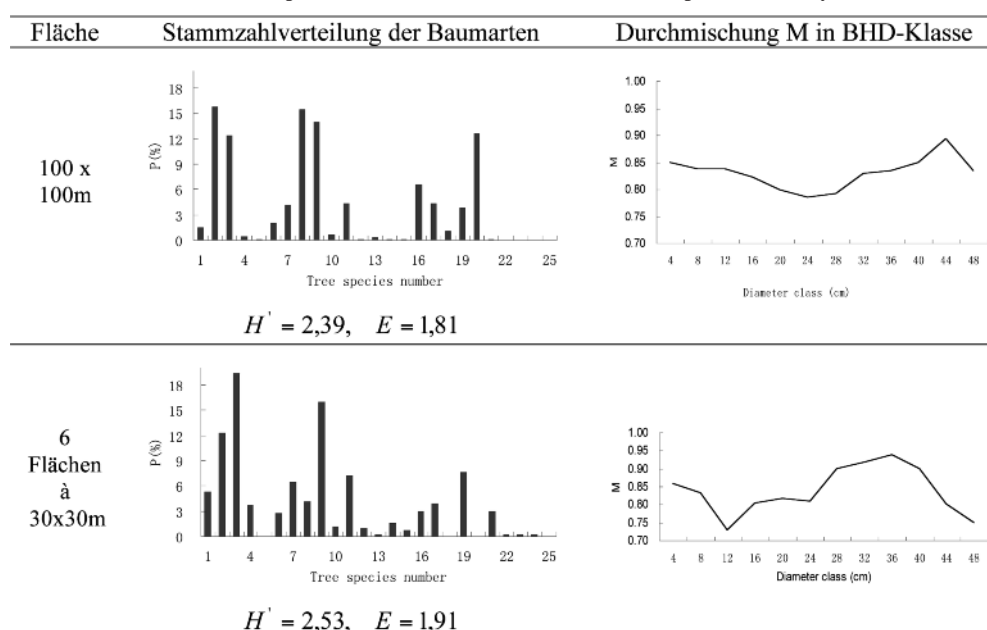 Fläche Stammzahlverteilung der Baumarten Durchmischung M in BHD-Klasse
100 x
100m
P(%)
18
15
12
9
6
3
0
1 4 7 10 13 16 19 22 25
Tree species number
H' = 2,39, E = 1,81
M
1.00
0.95
0.90
0.85
0.80
0.75
0.70
4 8 12 16 20 24 28 32 36 40 44 48
Diameter class (cm)
6
Flächen
à
30x30m
P(%)
18
15
12
9
6
3
0
1 4 7 10 13 16 19 22 25
Tree species number
H' = 2,53, E = 1,91
M
1.00
0.95
0.90
0.85
0.80
0.75
0.70
4 8 12 16 20 24 28 32 36 40 44 48
Diameter class (cm)